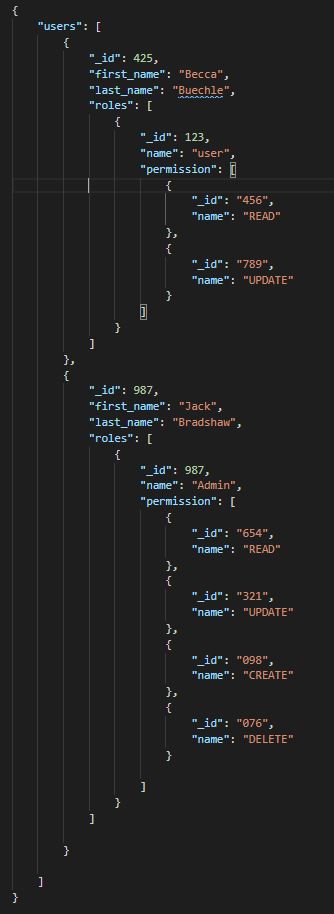 {
    "users": [
        {
            "_id": 425,
            "first_name": "Becca",
            "last_name": "Buechle",
            "roles": [
                {
                    "_id": 123,
                    "name": "user",
                    "permission": [
                        {
                            "_id": "456",
                            "name": "READ"
                        },
                        {
                            "_id": "789",
                            "name": "UPDATE"
                        }
                    ]
                }
            ]
        },
        {
            "_id": 987,
            "first_name": "Jack",
            "last_name": "Bradshaw",
            "roles": [
                {
                    "_id": 987,
                    "name": "Admin",
                    "permission": [
                        {
                            "_id": "654",
                            "name": "READ"
                        },
                        {
                            "_id": "321",
                            "name": "UPDATE"
                        },
                        {
                            "_id": "098",
                            "name": "CREATE"
                        },
                        {
                            "_id": "076",
                            "name": "DELETE"
                        }

                    ]
                }
            ]

        }

    ]
}